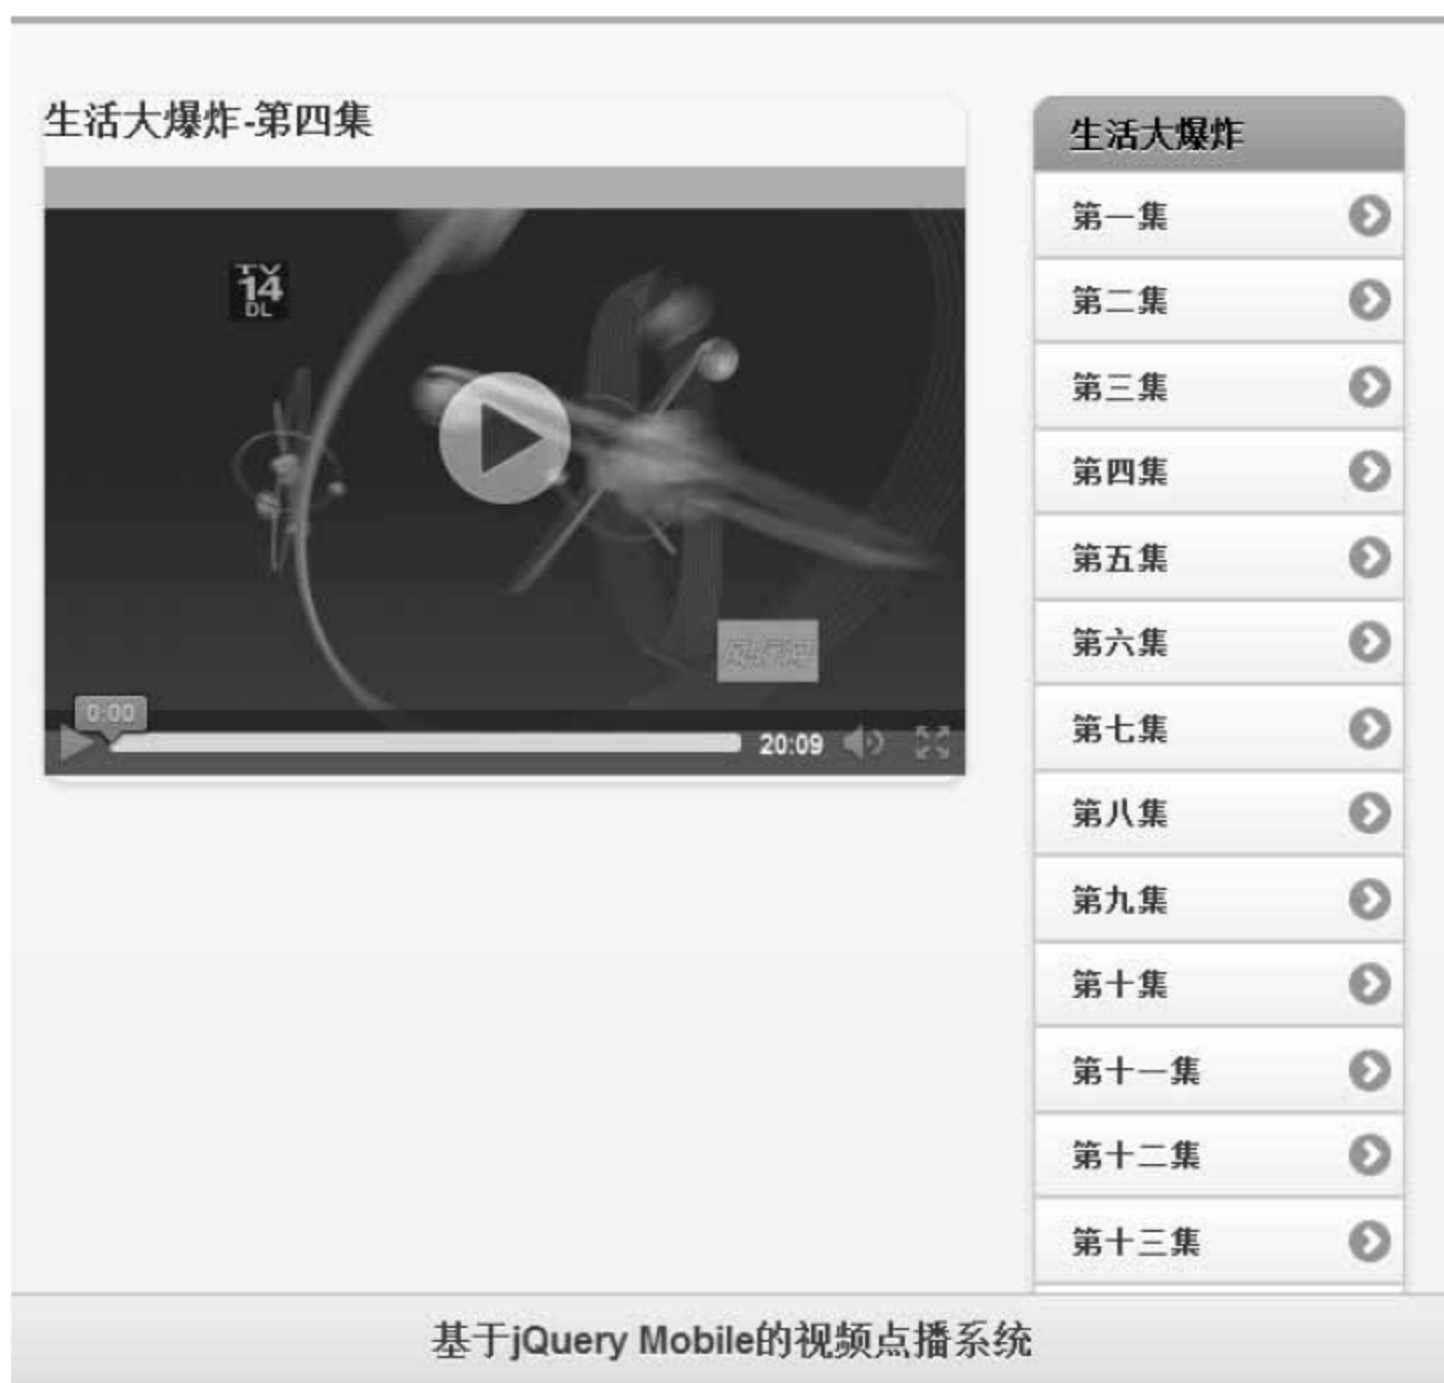 生活大爆炸-第四集
TV
14
DL
0:00
20:09
生活大爆炸
第一集
第二集
第三集
第四集
第五集
第六集
第七集
第八集
第九集
第十集
第十一集
第十二集
第十三集
基于jQuery Mobile的视频点播系统